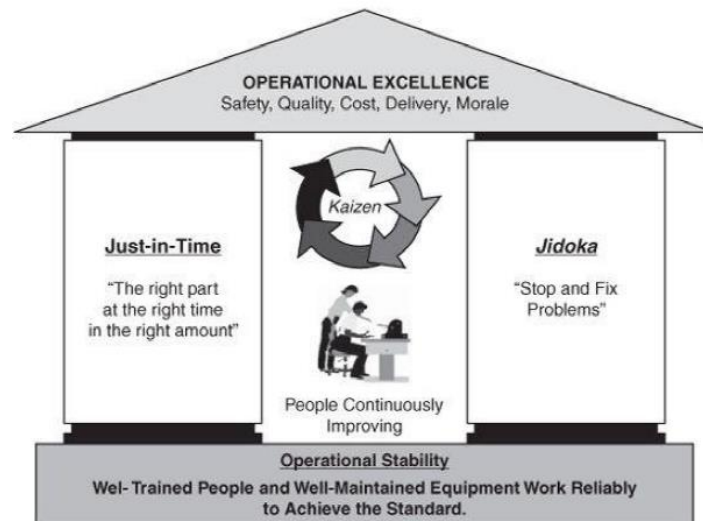 OPERATIONAL EXCELLENCE
Safety, Quality, Cost, Delivery, Morale
Kaizen
Just-in-Time
"The right part
at the right time
in the right amount"
Jidoka
"Stop and Fix
Problems"
People Continuously
Improving
Operational Stability
Wel- Trained People and Well-Maintained Equipment Work Reliably
to Achieve the Standard.